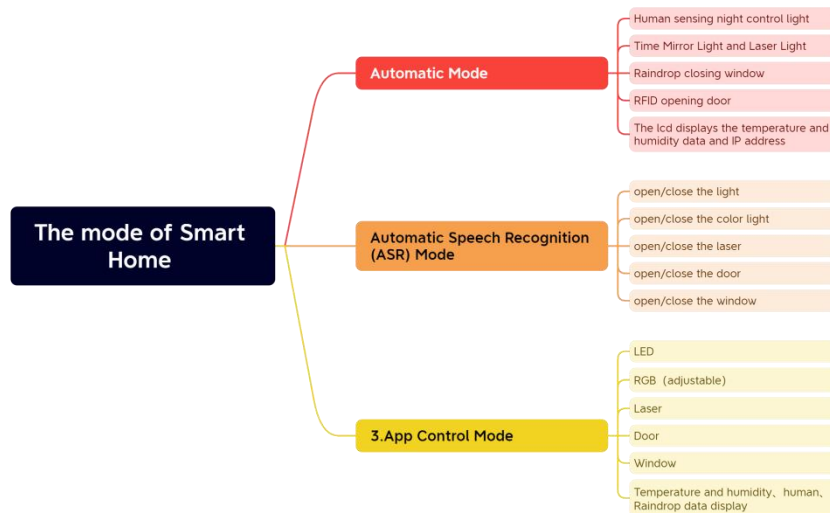 The mode of Smart
Home
Automatic Mode
Human sensing night control light
Time Mirror Light and Laser Light
Raindrop closing window
RFID opening door
The lcd displays the temperature and
humidity data and IP address
Automatic Speech Recognition
(ASR) Mode
open/close the light
open/close the color light
open/close the laser
open/close the door
open/close the window
3.App Control Mode
LED
RGB (adjustable)
Laser
Door
Window
Temperature and humidity、human、
Raindrop data display